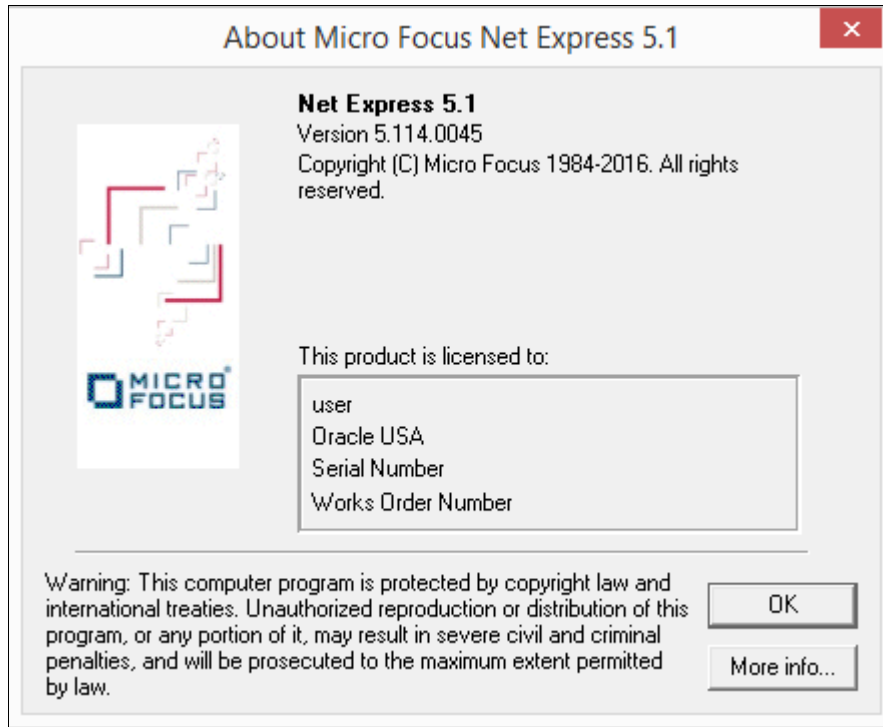 About Micro Focus Net Express 5.1
Net Express 5.1
Version 5.114.0045
Copyright (C) Micro Focus 1984-2016. All rights
reserved.
MICRO
FOCUS®
This product is licensed to:
user
Oracle USA
Serial Number
Works Order Number
Warning: This computer program is protected by copyright law and
international treaties. Unauthorized reproduction or distribution of this
program, or any portion of it, may result in severe civil and criminal
penalties, and will be prosecuted to the maximum extent permitted
by law.
OK
More info...